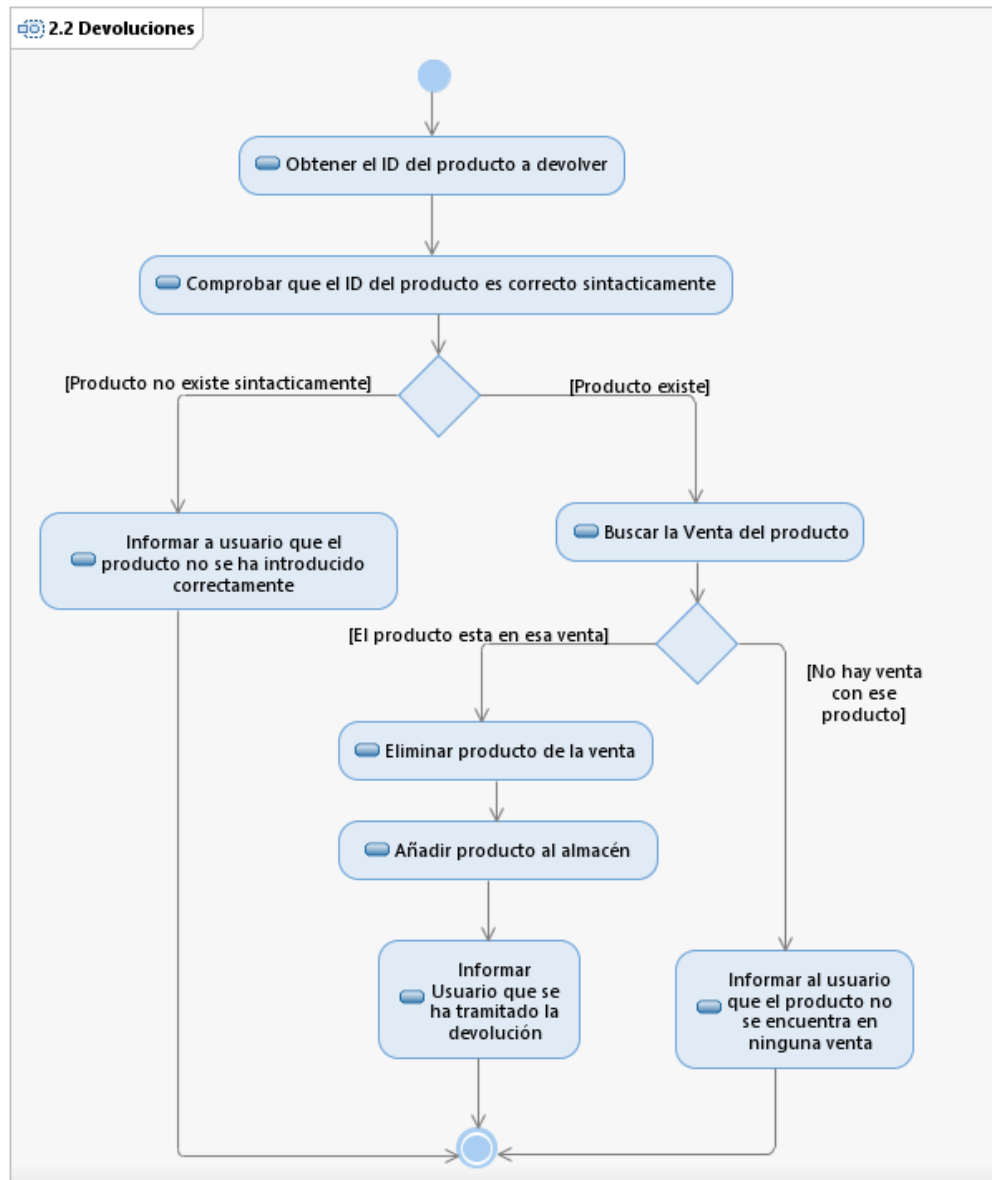 2.2 Devoluciones
Obtener el ID del producto a devolver
Comprobar que el ID del producto es correcto sintacticamente
[Producto no existe sintacticamente]
[Producto existe]
Informar a usuario que el
producto no se ha introducido
correctamente
Buscar la Venta del producto
[El producto esta en esa venta]
[No hay venta
con ese
producto]
Eliminar producto de la venta
Añadir producto al almacén
Informar
Usuario que se
ha tramitado la
devolución
Informar al usuario
que el producto no
se encuentra en
ninguna venta